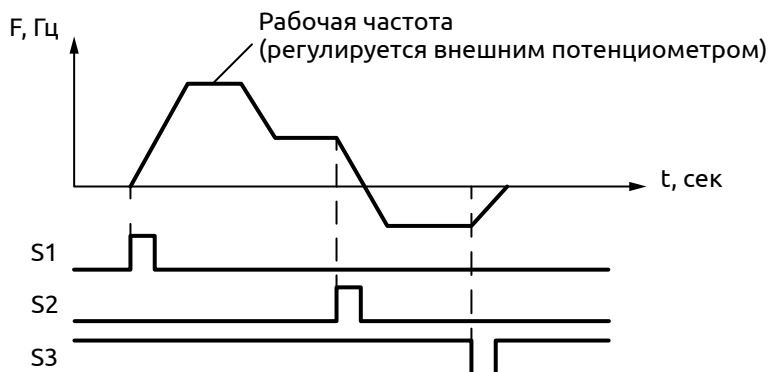 F, Гц
Рабочая частота
(регулируется внешним потенциометром)
t, сек
S1
S2
S3